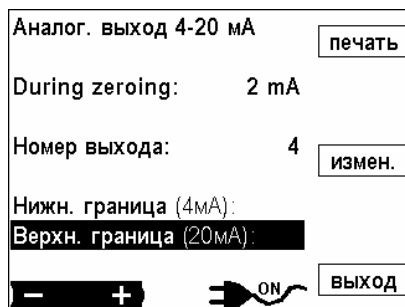 Аналог. выход 4-20 мА
печать
During zeroing: 2 mA
Номер выхода: 4
измен.
Нижн. граница (4мА):
Верхн. граница (20мА):
− + ON выход